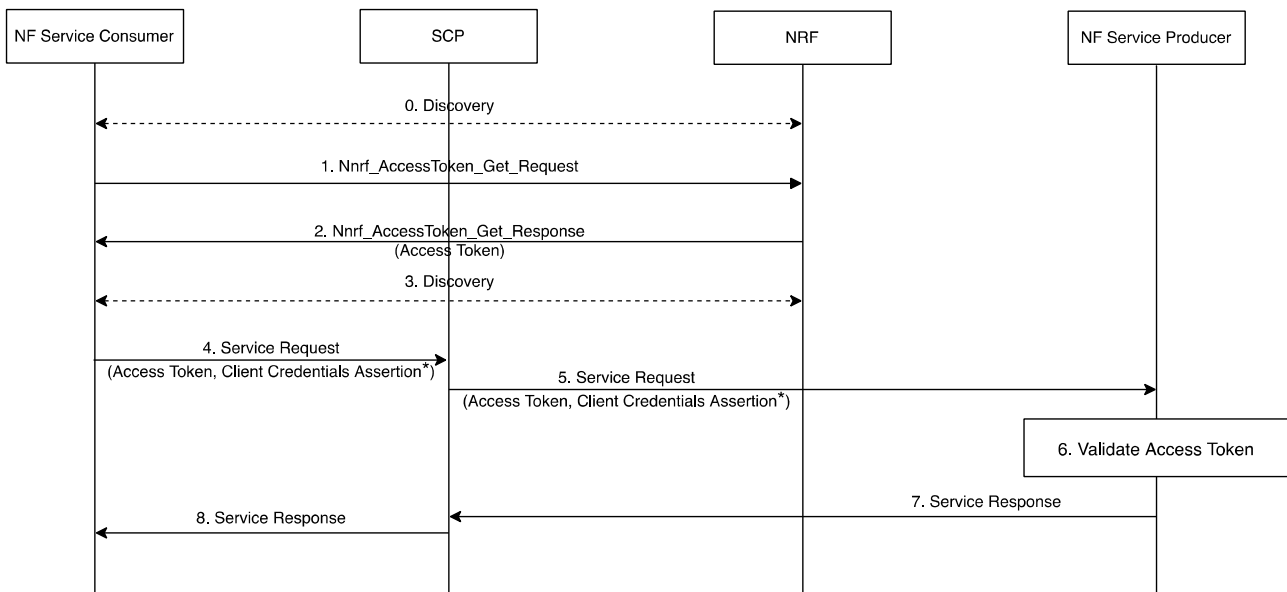 NF Service Consumer
SCP
NRF
NF Service Producer
0. Discovery
1. Nnrf_AccessToken_Get_Request
2. Nnrf_AccessToken_Get_Response
(Access Token)
3. Discovery
4. Service Request
(Access Token, Client Credentials Assertion*)
5. Service Request
(Access Token, Client Credentials Assertion*)
6. Validate Access Token
7. Service Response
8. Service Response